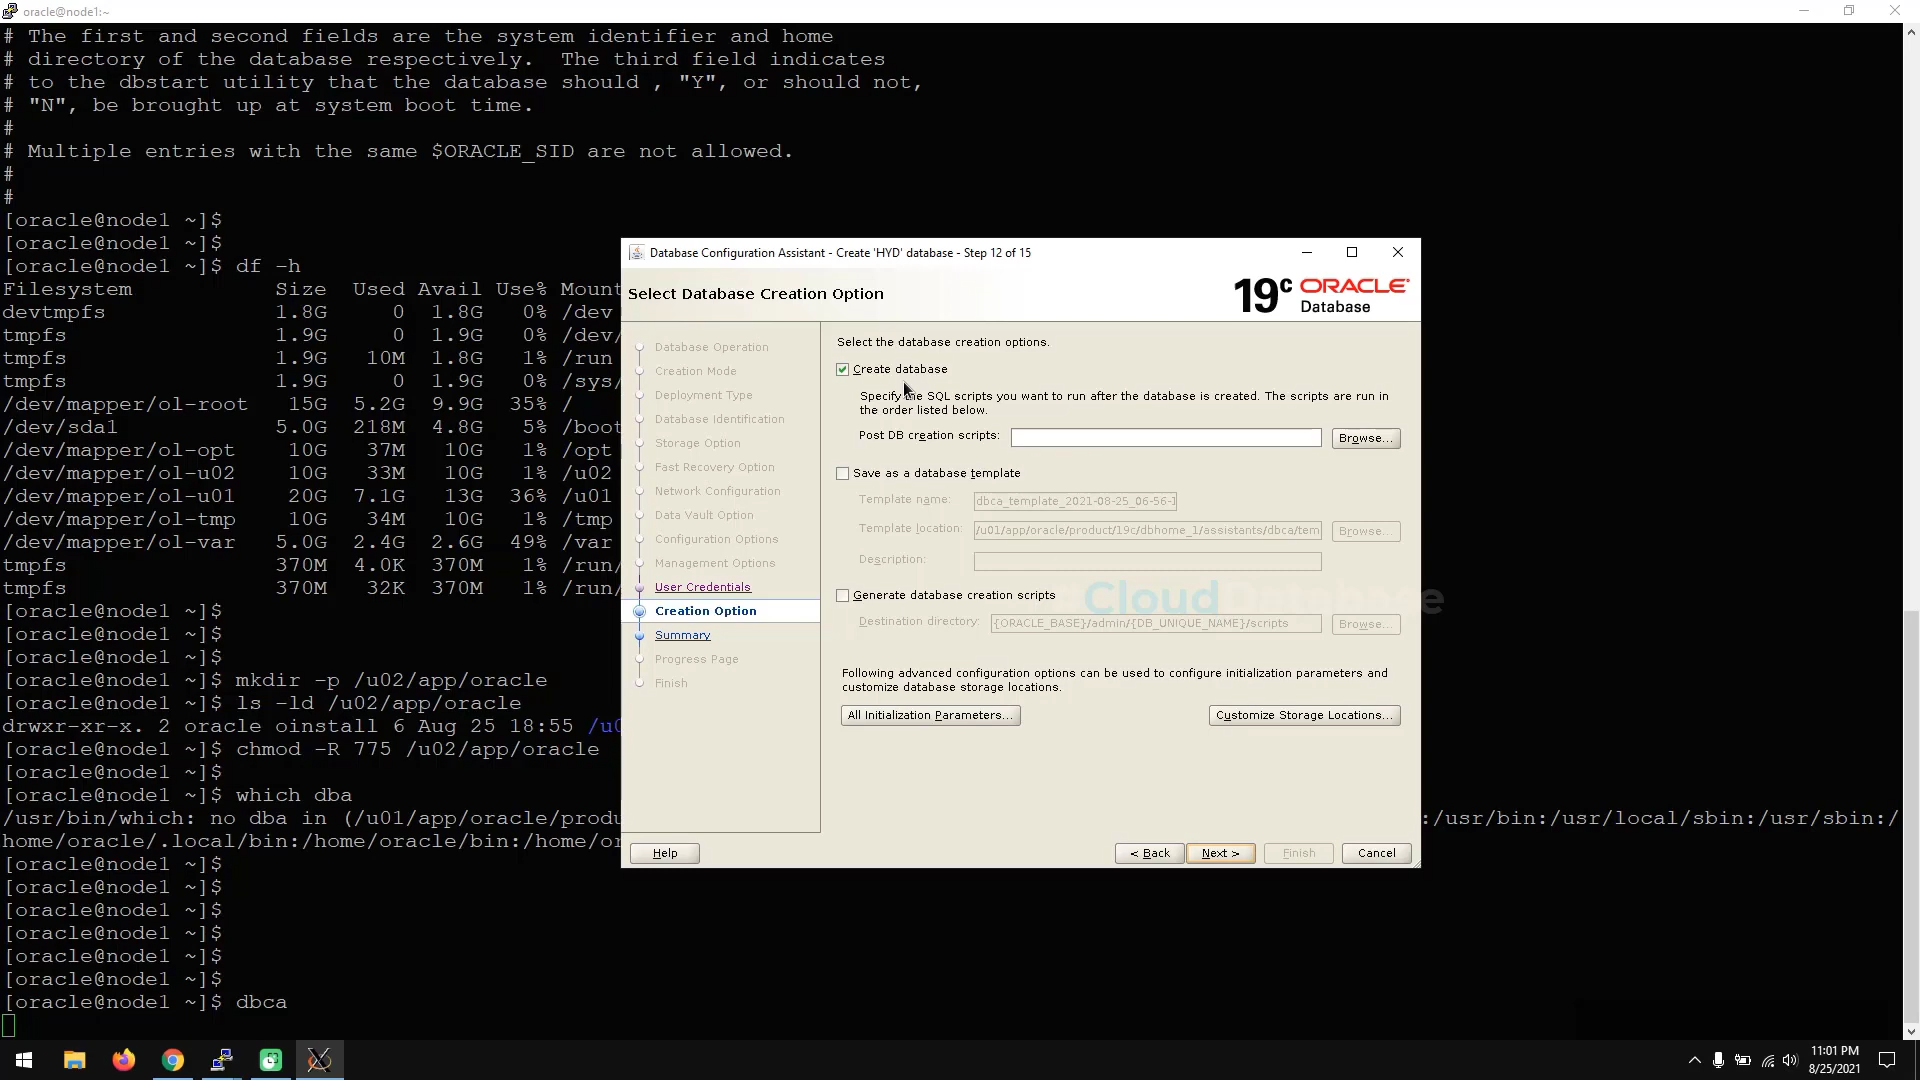 oracle@node1:~
# The first and second fields are the system identifier and home
# directory of the database respectively.  The third field indicates
# to the dbstart utility that the database should , "Y", or should not,
# "N", be brought up at system boot time.
#
# Multiple entries with the same $ORACLE_SID are not allowed.
#
#
[oracle@node1 ~]$
[oracle@node1 ~]$
[oracle@node1 ~]$ df -h
Filesystem Size Used Avail Use% Mount
devtmpfs 1.8G 0 1.8G 0% /dev
tmpfs 1.9G 0 1.9G 0% /dev/
tmpfs 1.9G 10M 1.8G 1% /run
tmpfs 1.9G 0 1.9G 0% /sys/
/dev/mapper/ol-root 15G 5.2G 9.9G 35% /
/dev/sda1 5.0G 218M 4.8G 5% /boot
/dev/mapper/ol-opt 10G 37M 10G 1% /opt
/dev/mapper/ol-u02 10G 33M 10G 1% /u02
/dev/mapper/ol-u01 20G 7.1G 13G 36% /u01
/dev/mapper/ol-tmp 10G 34M 10G 1% /tmp
/dev/mapper/ol-var 5.0G 2.4G 2.6G 49% /var
tmpfs 370M 4.0K 370M 1% /run/
tmpfs 370M 32K 370M 1% /run/
[oracle@node1 ~]$
[oracle@node1 ~]$
[oracle@node1 ~]$
[oracle@node1 ~]$ mkdir -p /u02/app/oracle
[oracle@node1 ~]$ ls -ld /u02/app/oracle
drwxr-xr-x. 2 oracle oinstall 6 Aug 25 18:55 /u0
[oracle@node1 ~]$ chmod -R 775 /u02/app/oracle
[oracle@node1 ~]$
[oracle@node1 ~]$ which dba
/usr/bin/which: no dba in (/u01/app/oracle/produ
:/usr/bin:/usr/local/sbin:/usr/sbin:/
home/oracle/.local/bin:/home/oracle/bin:/home/or
[oracle@node1 ~]$
[oracle@node1 ~]$
[oracle@node1 ~]$
[oracle@node1 ~]$
[oracle@node1 ~]$
[oracle@node1 ~]$
[oracle@node1 ~]$ dbca
Database Configuration Assistant - Create 'HYD' database - Step 12 of 15
Select Database Creation Option
19c ORACLE
Database
Database Operation
Creation Mode
Deployment Type
Database Identification
Storage Option
Fast Recovery Option
Network Configuration
Data Vault Option
Configuration Options
Management Options
User Credentials
Creation Option
Summary
Progress Page
Finish
Select the database creation options.
Create database
Specify the SQL scripts you want to run after the database is created. The scripts are run in
the order listed below.
Post DB creation scripts:
Browse...
Save as a database template
Template name: dbca_template_2021-08-25_06-56-1
Template location: /u01/app/oracle/product/19c/dbhome_1/assistants/dbca/tem
Browse...
Description:
CloudDatabase
Generate database creation scripts
Destination directory: {ORACLE_BASE}/admin/{DB_UNIQUE_NAME}/scripts
Browse...
Following advanced configuration options can be used to configure initialization parameters and
customize database storage locations.
All Initialization Parameters...
Customize Storage Locations...
Help
< Back
Next >
Finish
Cancel
11:01 PM
8/25/2021